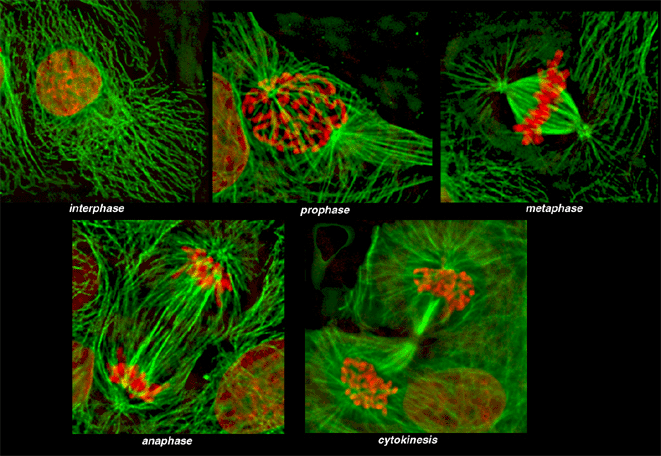 interphase
prophase
metaphase
anaphase
cytokinesis